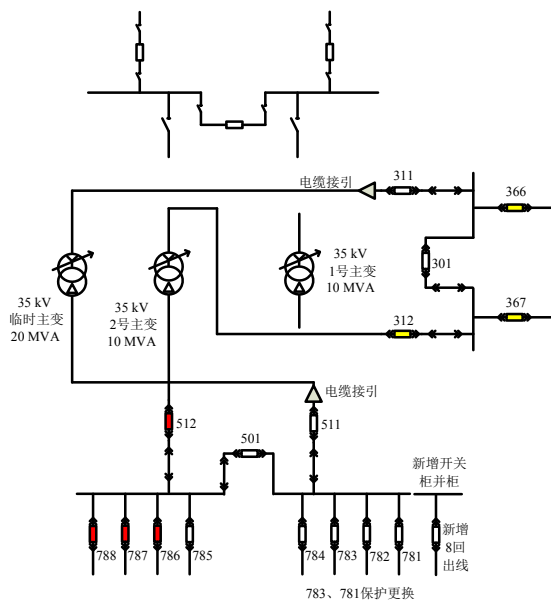 电缆接引
311
366
35 kV
1号主变
10 MVA
301
35 kV
临时主变
20 MVA
35 kV
2号主变
10 MVA
312
367
电缆接引
512
511
501
新增开关
柜并柜
788
787
786
785
784
783
782
781
新增
8回
出线
783、781保护更换